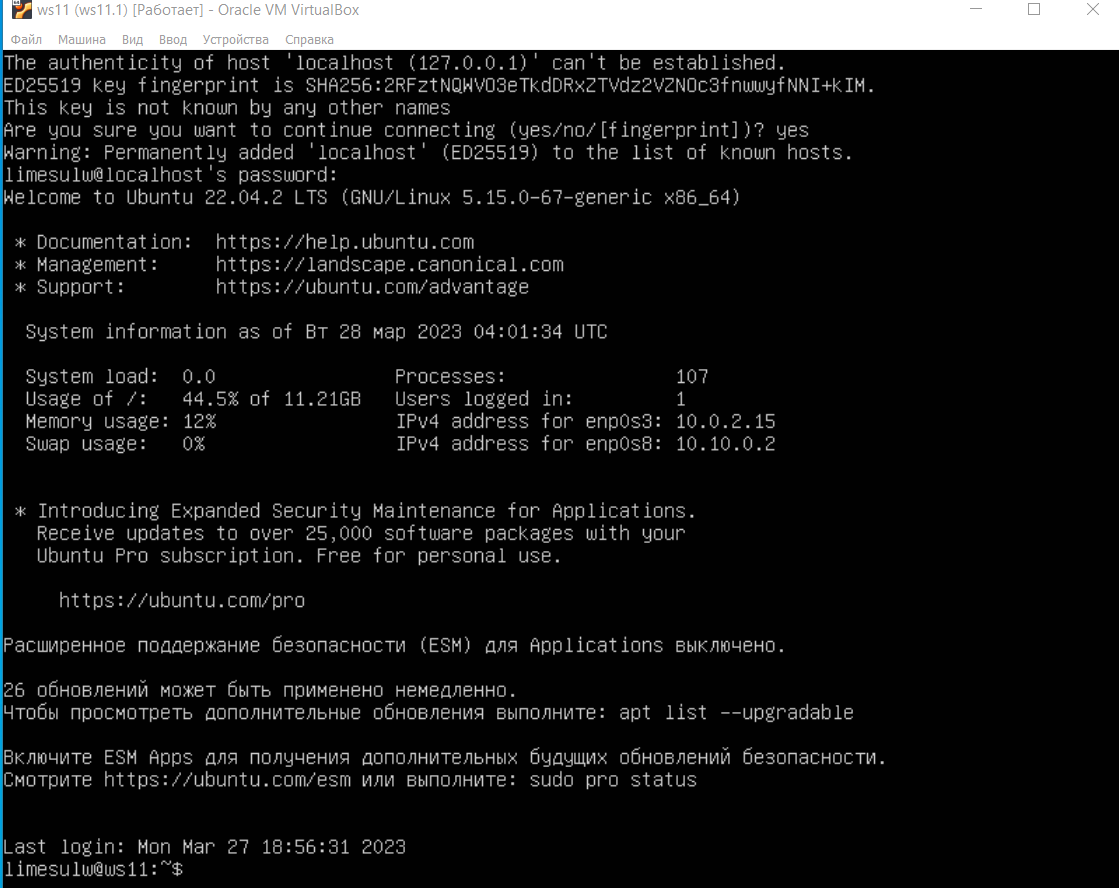 ws11 (ws11.1) [Работает] - Oracle VM VirtualBox
Файл Машина Вид Ввод Устройства Справка
The authenticity of host 'localhost (127.0.0.1)' can't be established.
ED25519 key fingerprint is SHA256:2RFztNQWVO3eTkdDRxZTVdz2VZNOc3fnwwyfNNI+kIM.
This key is not known by any other names
Are you sure you want to continue connecting (yes/no/[fingerprint])? yes
Warning: Permanently added 'localhost' (ED25519) to the list of known hosts.
limesulw@localhost's password:
Welcome to Ubuntu 22.04.2 LTS (GNU/Linux 5.15.0-67-generic x86_64)
* Documentation: https://help.ubuntu.com
* Management: https://landscape.canonical.com
* Support: https://ubuntu.com/advantage
System information as of Вт 28 мар 2023 04:01:34 UTC
System load: 0.0 Processes: 107
Usage of /: 44.5% of 11.21GB Users logged in: 1
Memory usage: 12% IPv4 address for enp0s3: 10.0.2.15
Swap usage: 0% IPv4 address for enp0s8: 10.10.0.2
* Introducing Expanded Security Maintenance for Applications.
Receive updates to over 25,000 software packages with your
Ubuntu Pro subscription. Free for personal use.
https://ubuntu.com/pro
Расширенное поддержание безопасности (ESM) для Applications выключено.
26 обновлений может быть применено немедленно.
Чтобы просмотреть дополнительные обновления выполните: apt list --upgradable
Включите ESM Apps для получения дополнительных будущих обновлений безопасности.
Смотрите https://ubuntu.com/esm или выполните: sudo pro status
Last login: Mon Mar 27 18:56:31 2023
limesulw@ws11:~$